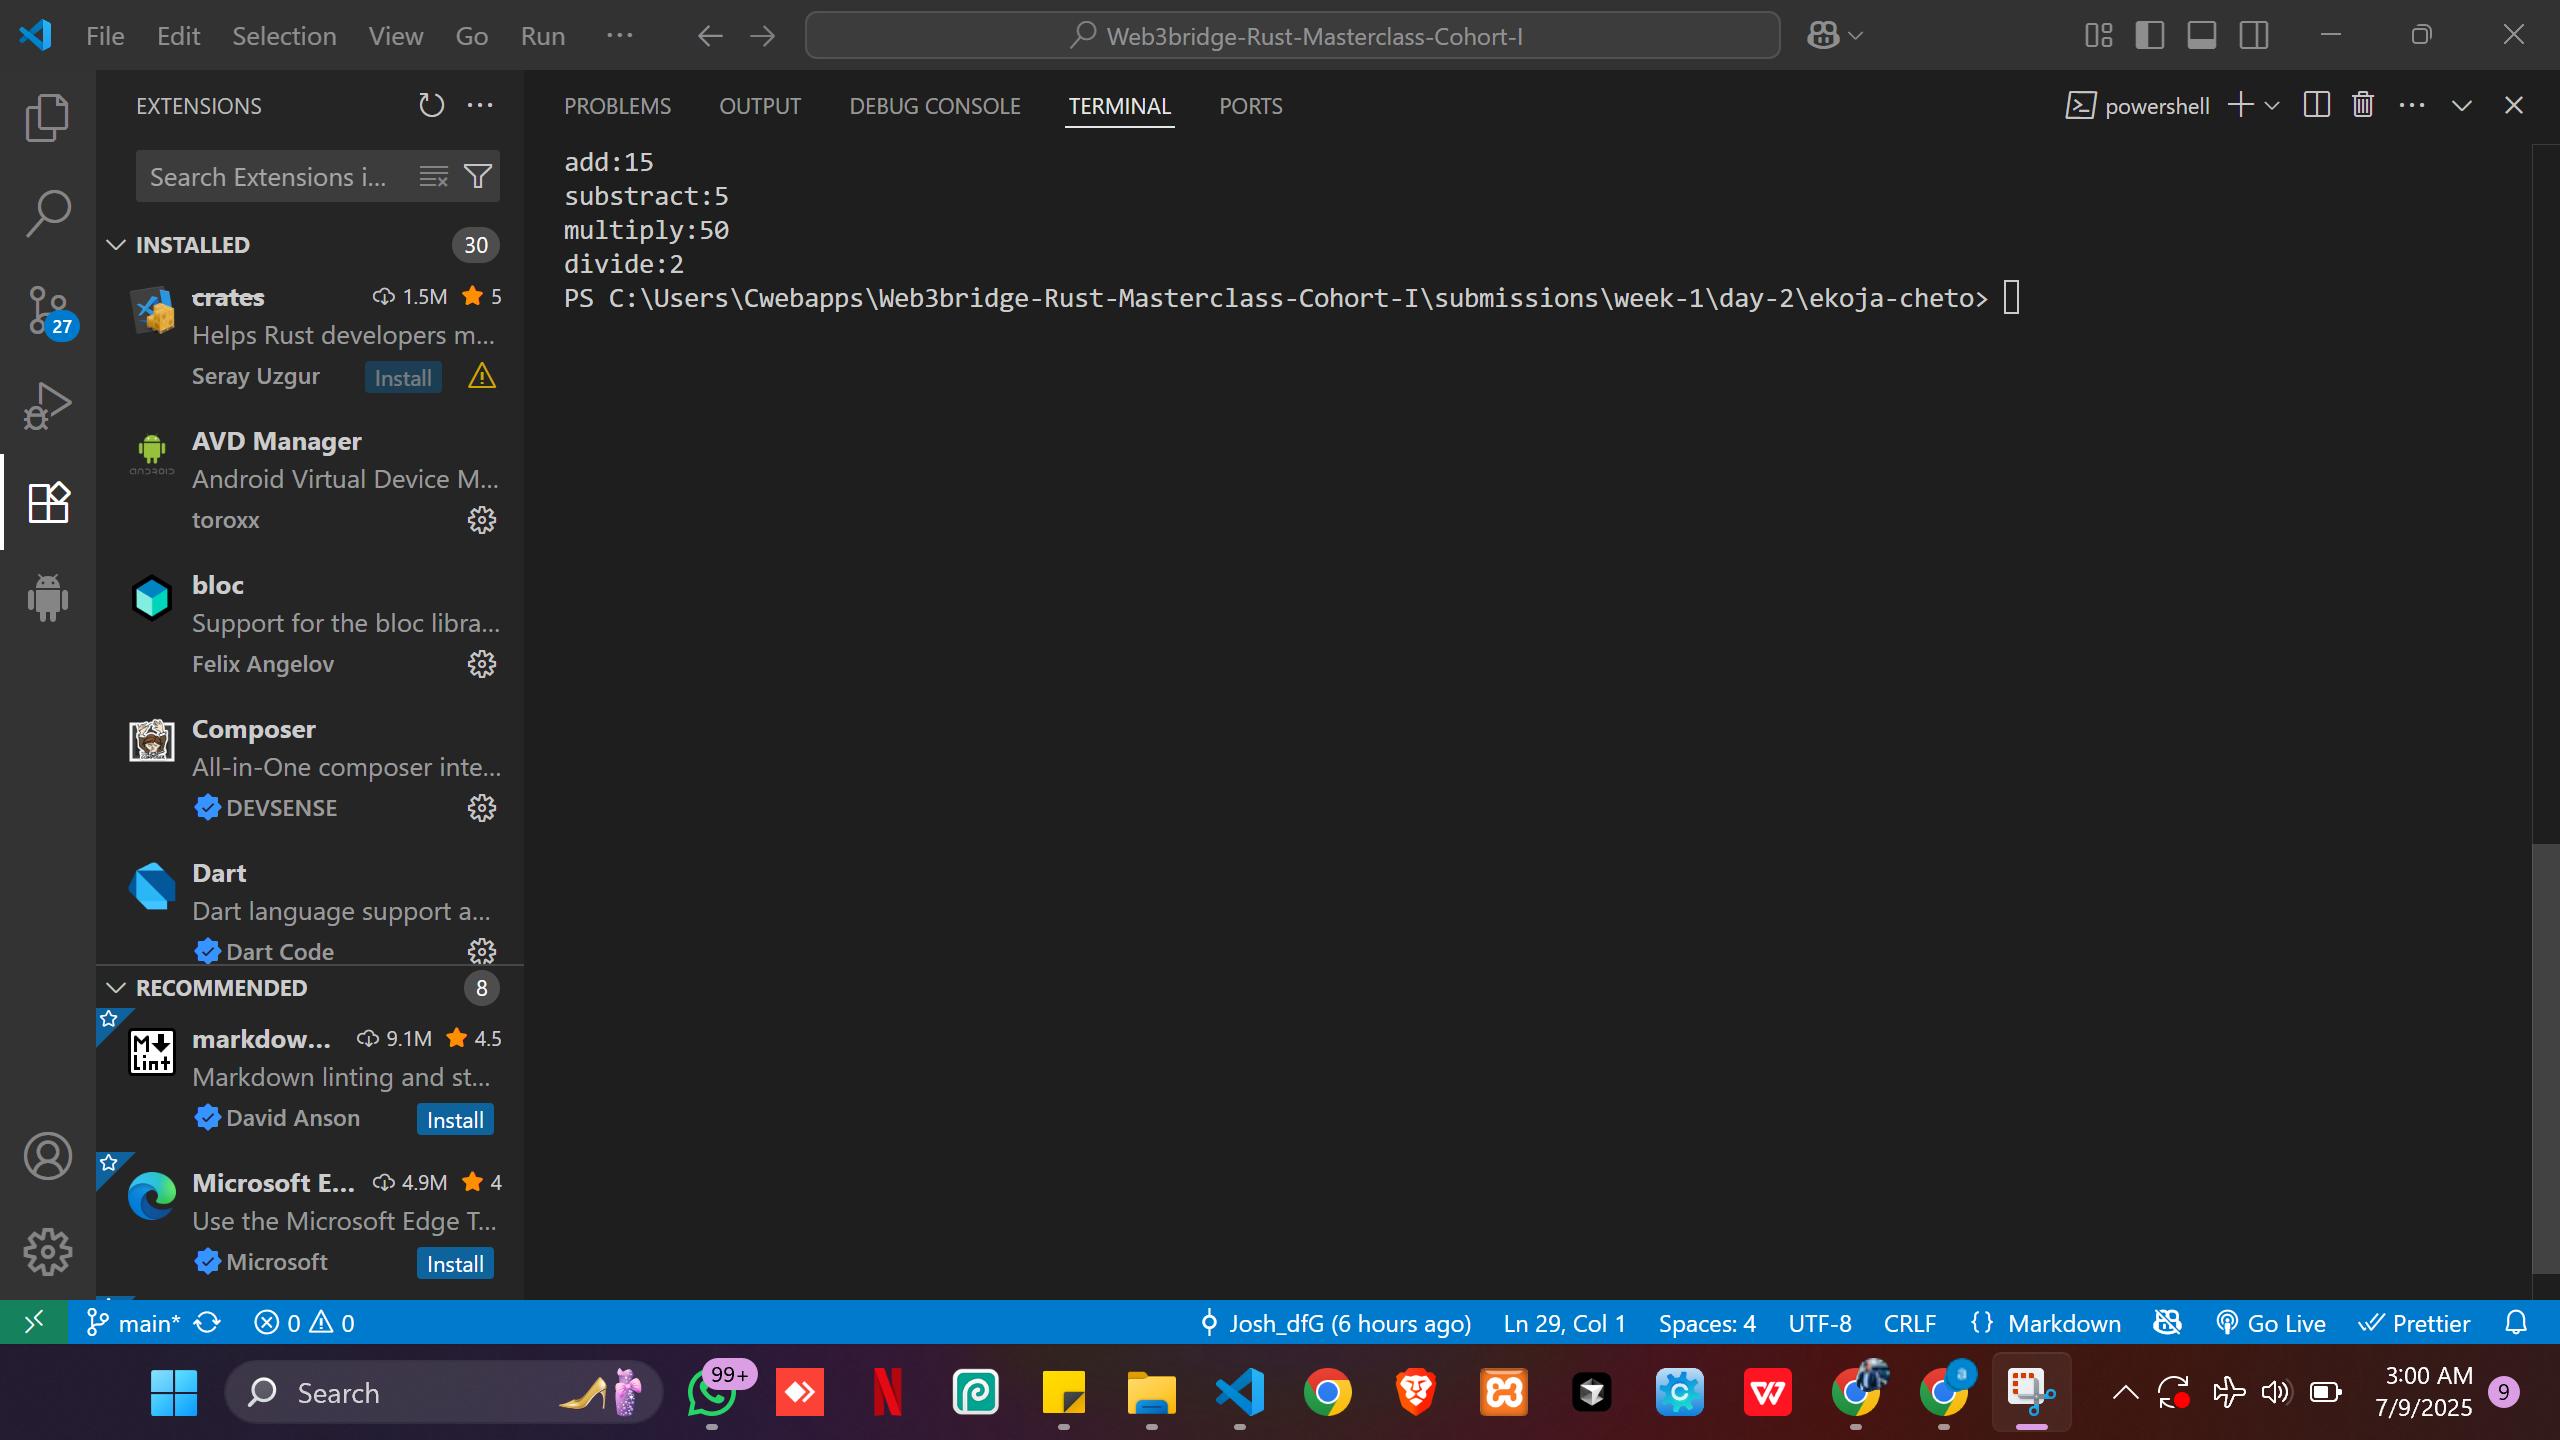 File Edit Selection View Go Run ···
Web3bridge-Rust-Masterclass-Cohort-I
EXTENSIONS
Search Extensions i...
INSTALLED 30
crates 1.5M 5
Helps Rust developers m...
Seray Uzgur Install
AVD Manager
Android Virtual Device M...
toroxx
bloc
Support for the bloc libra...
Felix Angelov
Composer
All-in-One composer inte...
DEVSENSE
Dart
Dart language support a...
Dart Code
RECOMMENDED 8
markdow... 9.1M 4.5
Markdown linting and st...
David Anson Install
Microsoft E... 4.9M 4
Use the Microsoft Edge T...
Microsoft Install
27
PROBLEMS OUTPUT DEBUG CONSOLE TERMINAL PORTS
powershell
add:15
substract:5
multiply:50
divide:2
PS C:\Users\Cwebapps\Web3bridge-Rust-Masterclass-Cohort-I\submissions\week-1\day-2\ekoja-cheto>
main* 0 0 Josh_dfG (6 hours ago) Ln 29, Col 1 Spaces: 4 UTF-8 CRLF {} Markdown Go Live Prettier
Search
99+
3:00 AM
7/9/2025
9